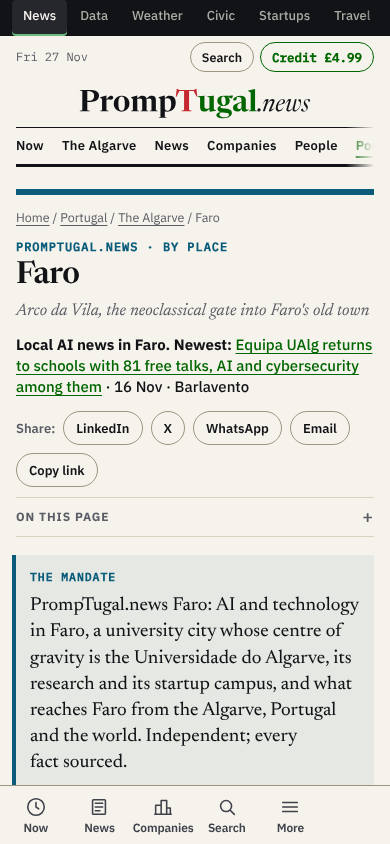 News Data Weather Civic Startups Travel
Fri 27 Nov Search Credit £4.99
PrompTugal.news
Now The Algarve News Companies People Po
Home / Portugal / The Algarve / Faro
PROMPTUGAL.NEWS · BY PLACE
Faro
Arco da Vila, the neoclassical gate into Faro's old town
Local AI news in Faro. Newest: Equipa UAlg returns
to schools with 81 free talks, AI and cybersecurity
among them · 16 Nov · Barlavento
Share: LinkedIn X WhatsApp Email
Copy link
ON THIS PAGE +
THE MANDATE
PrompTugal.news Faro: AI and technology
in Faro, a university city whose centre of
gravity is the Universidade do Algarve, its
research and its startup campus, and what
reaches Faro from the Algarve, Portugal
and the world. Independent; every
fact sourced.
Now News Companies Search More